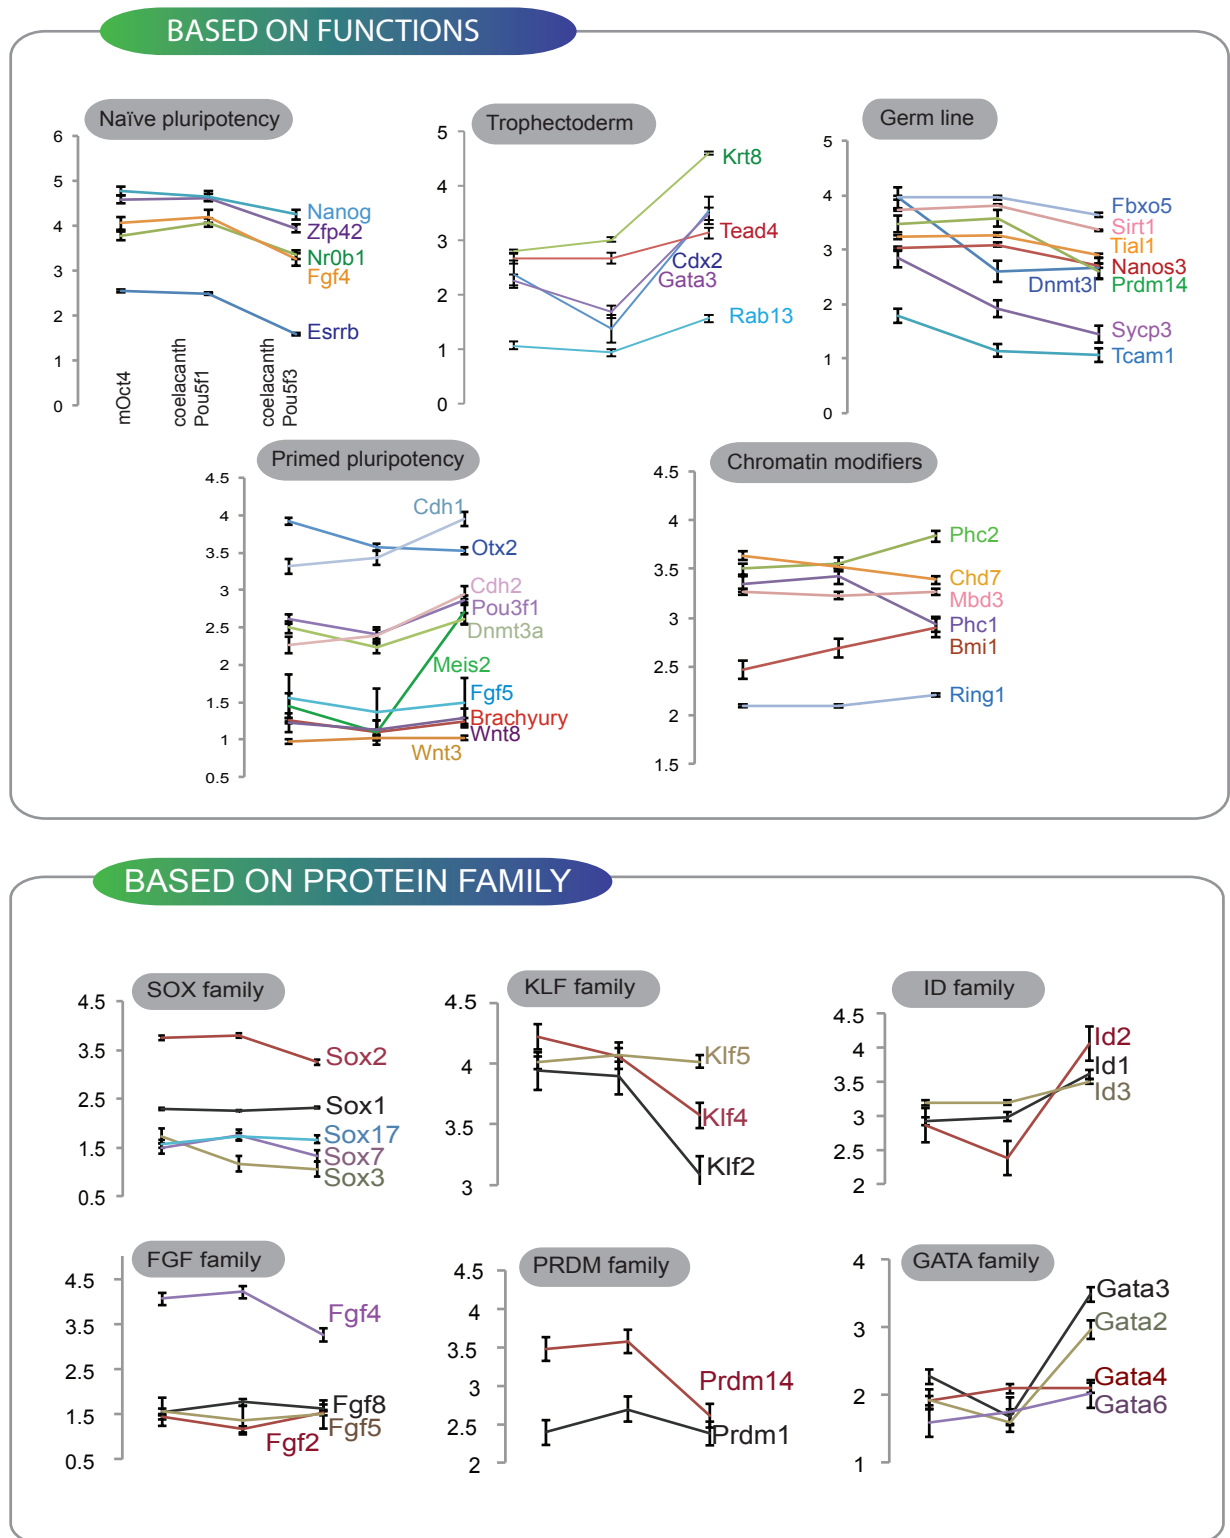 BASED ON FUNCTIONS
Naïve pluripotency
6
5
4
3
2
1
0
Nanog
Zfp42
Nr0b1
Fgf4
Esrrb
mOct4
coelacanth
Pou5f1
coelacanth
Pou5f3
Trophectoderm
5
4
3
2
1
0
Krt8
Tead4
Cdx2
Gata3
Rab13
Germ line
5
4
3
2
1
0
Fbxo5
Sirt1
Tial1
Nanos3
Dnmt3l
Prdm14
Sycp3
Tcam1
Primed pluripotency
4.5
4
3.5
3
2.5
2
1.5
1
0.5
Cdh1
Otx2
Cdh2
Pou3f1
Dnmt3a
Meis2
Fgf5
Brachyury
Wnt8
Wnt3
Chromatin modifiers
4.5
4
3.5
3
2.5
2
1.5
Phc2
Chd7
Mbd3
Phc1
Bmi1
Ring1
BASED ON PROTEIN FAMILY
SOX family
4.5
3.5
2.5
1.5
0.5
Sox2
Sox1
Sox17
Sox7
Sox3
KLF family
4.5
4
3.5
3
Klf5
Klf4
Klf2
ID family
4.5
4
3.5
3
2.5
2
Id2
Id1
Id3
FGF family
4.5
3.5
2.5
1.5
0.5
Fgf4
Fgf8
Fgf5
Fgf2
PRDM family
4.5
4
3.5
3
2.5
2
Prdm14
Prdm1
GATA family
4
3
2
1
Gata3
Gata2
Gata4
Gata6